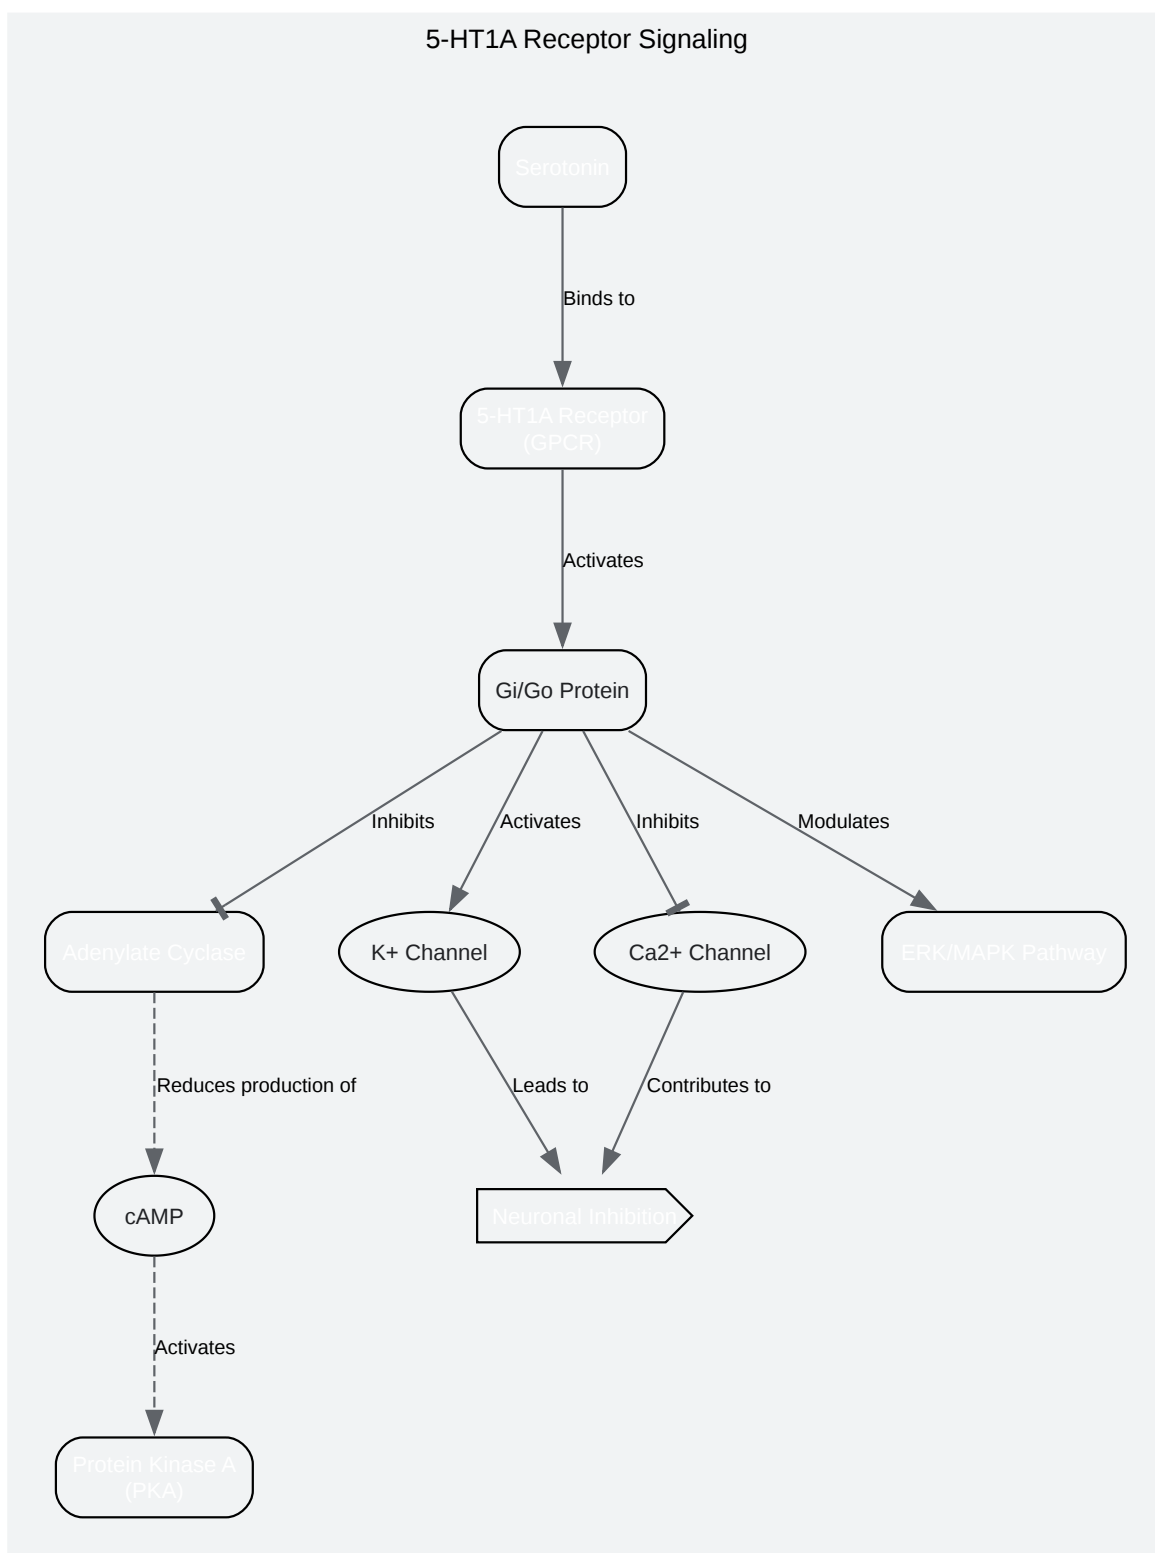 5-HT1A Receptor Signaling
Serotonin
Binds to
5-HT1A Receptor
(GPCR)
Activates
Gi/Go Protein
Inhibits
Activates
Inhibits
Modulates
Adenylate Cyclase
K+ Channel
Ca2+ Channel
ERK/MAPK Pathway
Reduces production of
Leads to
Contributes to
cAMP
Neuronal Inhibition
Activates
Protein Kinase A
(PKA)